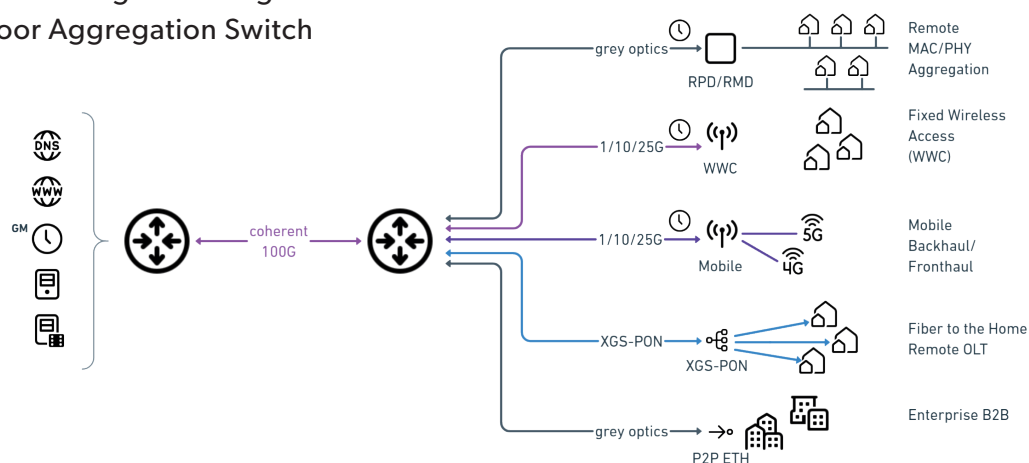 oor Aggregation Switch
DNS
WWW
GM
coherent
100G
grey optics
RPD/RMD
Remote
MAC/PHY
Aggregation
1/10/25G
WWC
Fixed Wireless
Access
(WWC)
1/10/25G
Mobile
5G
4G
Mobile
Backhaul/
Fronthaul
XGS-PON
XGS-PON
Fiber to the Home
Remote OLT
grey optics
P2P ETH
Enterprise B2B